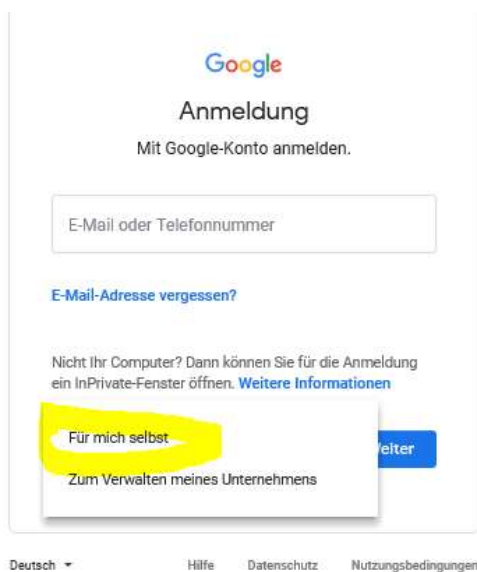 Google
Anmeldung
Mit Google-Konto anmelden.
E-Mail oder Telefonnummer
E-Mail-Adresse vergessen?
Nicht Ihr Computer? Dann können Sie für die Anmeldung
ein InPrivate-Fenster öffnen. Weitere Informationen
Für mich selbst
Zum Verwalten meines Unternehmens
Deutsch Hilfe Datenschutz Nutzungsbedingungen